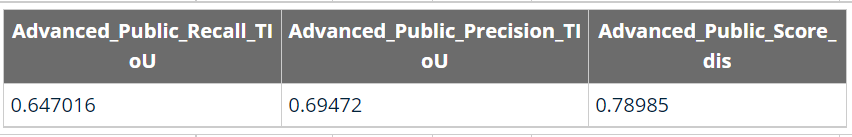 Advanced_Public_Recall_TI
oU
Advanced_Public_Precision_TI
oU
Advanced_Public_Score_
dis
0.647016
0.69472
0.78985